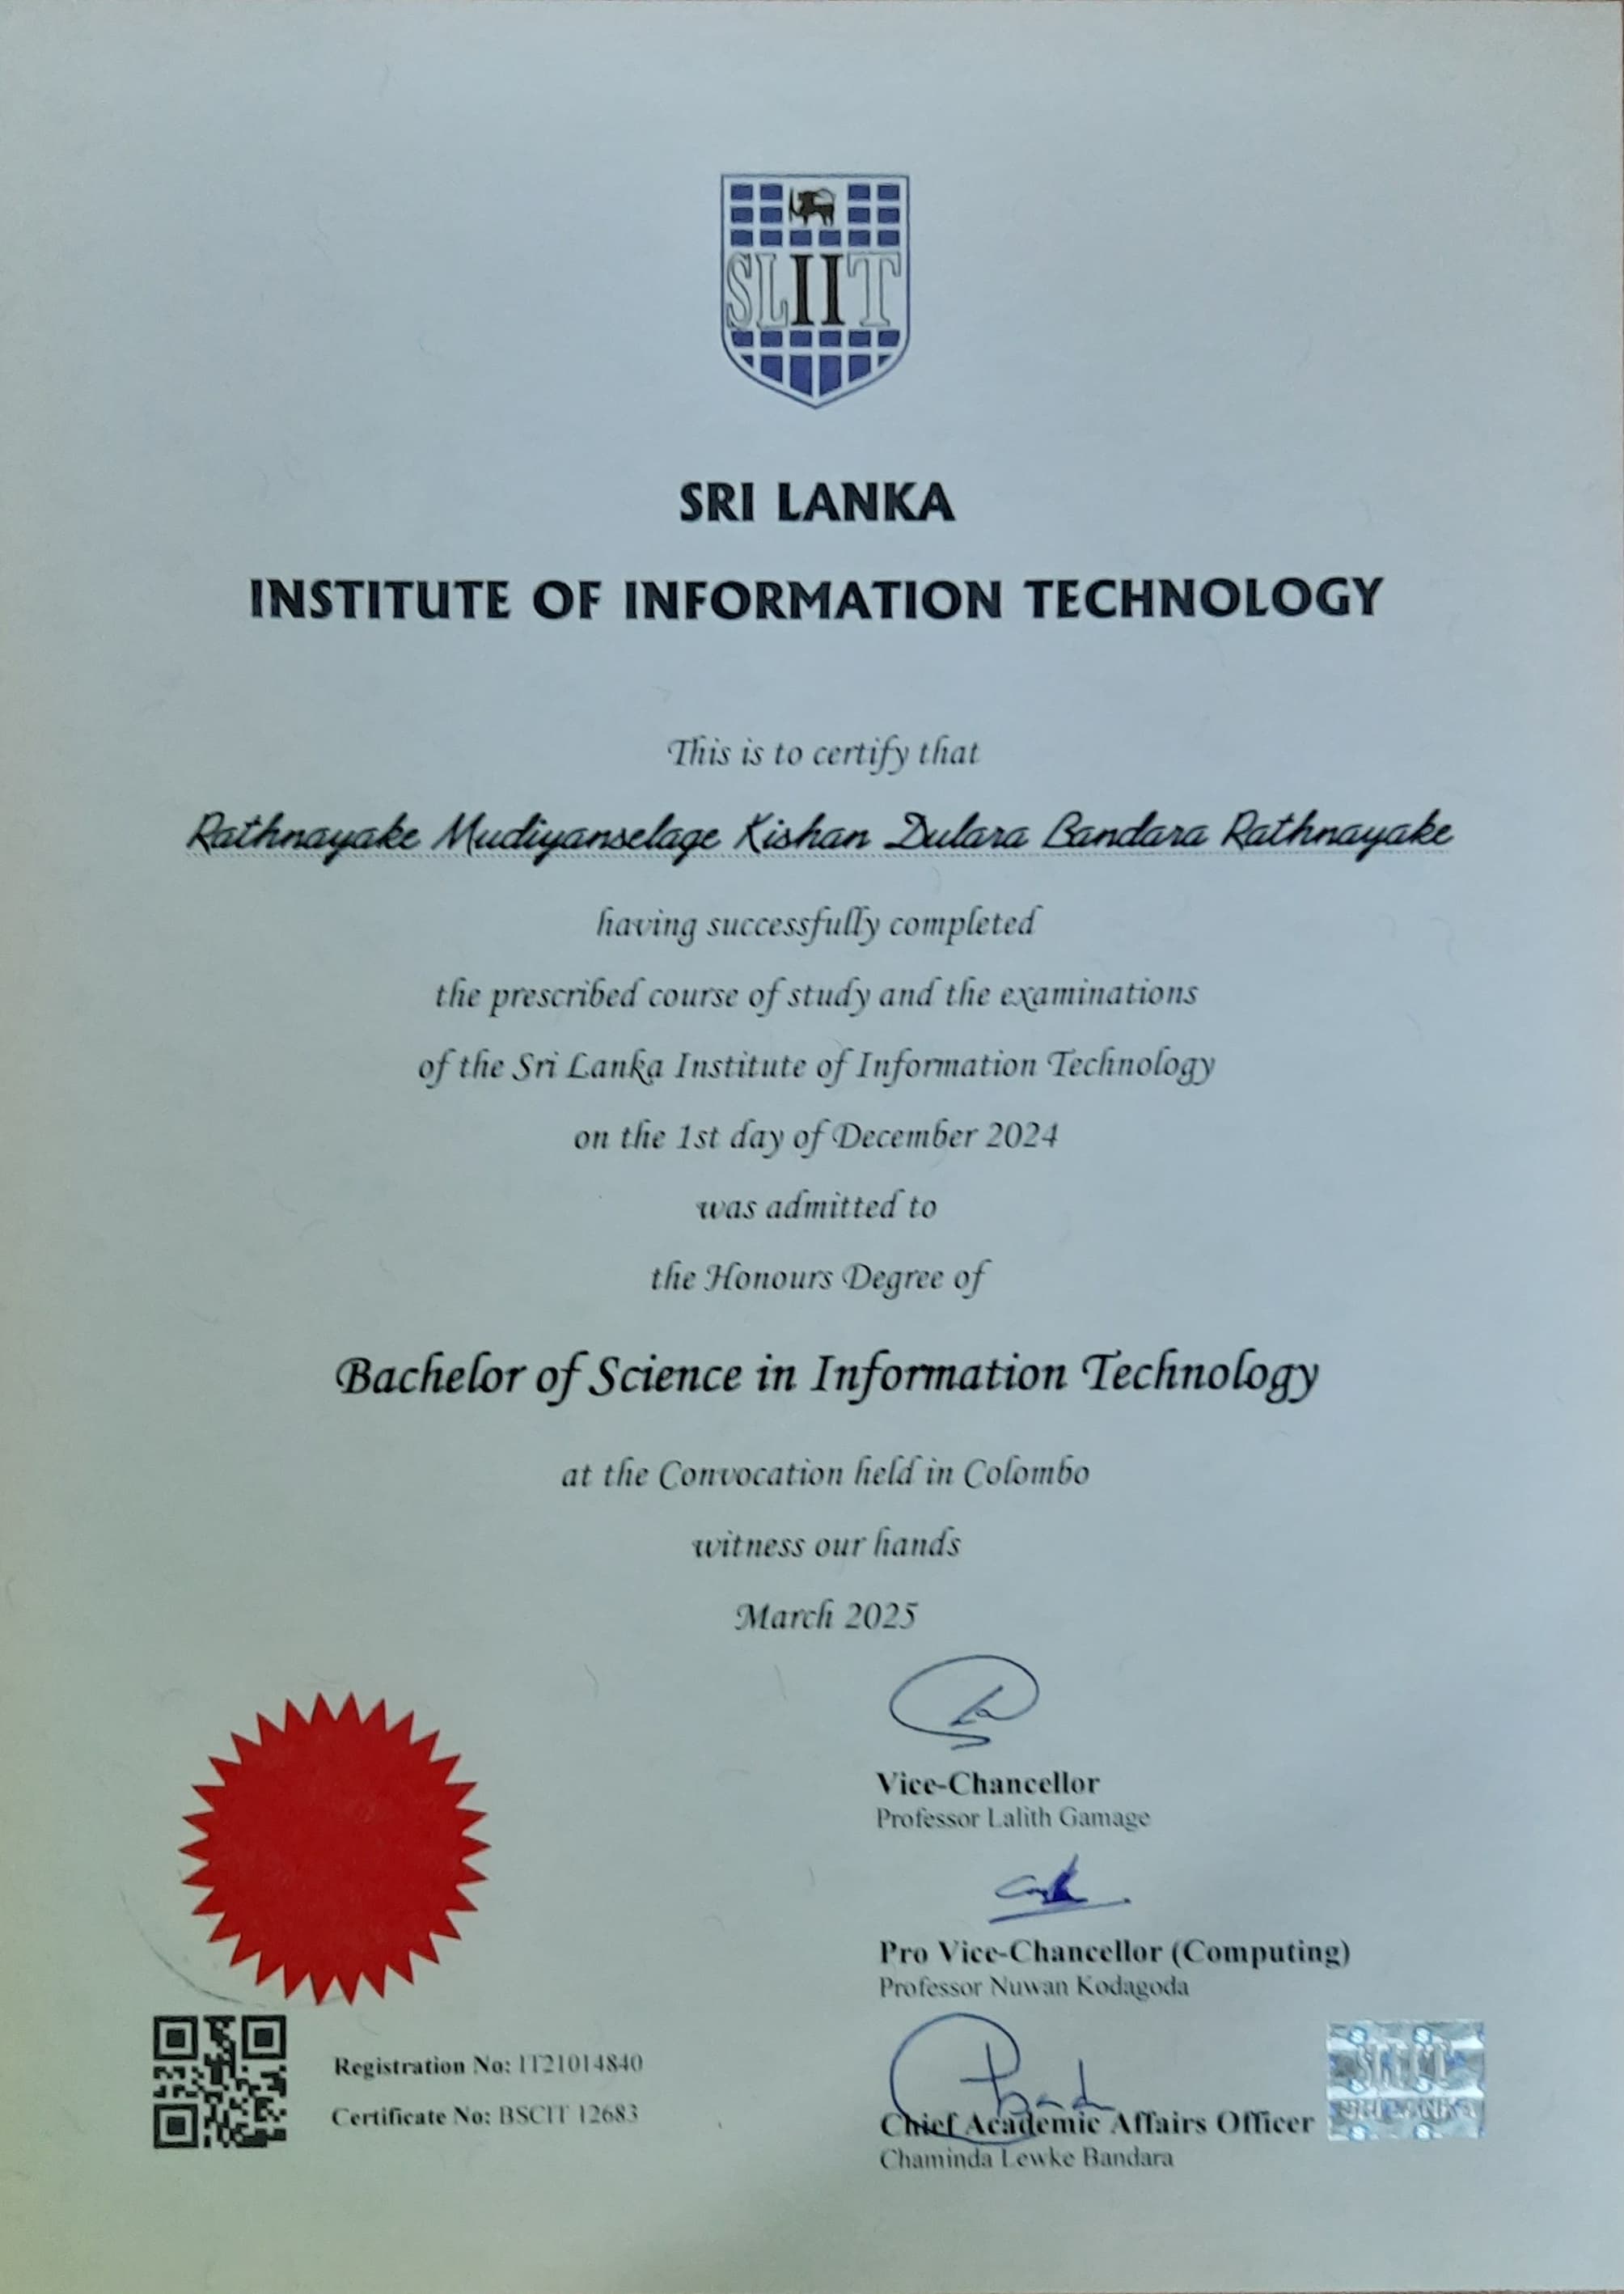 SLIIT
SRI LANKA
INSTITUTE OF INFORMATION TECHNOLOGY
This is to certify that
Rathnayake Mudiyanselage Kishan Dulara Bandara Rathnayake
having successfully completed
the prescribed course of study and the examinations
of the Sri Lanka Institute of Information Technology
on the 1st day of December 2024
was admitted to
the Honours Degree of
Bachelor of Science in Information Technology
at the Convocation held in Colombo
witness our hands
March 2025
Vice-Chancellor
Professor Lalith Gamage
Pro Vice-Chancellor (Computing)
Professor Nuwan Kodagoda
Registration No: IT21014840
Certificate No: BSCIT 12683
Chief Academic Affairs Officer
Chaminda Lewke Bandara